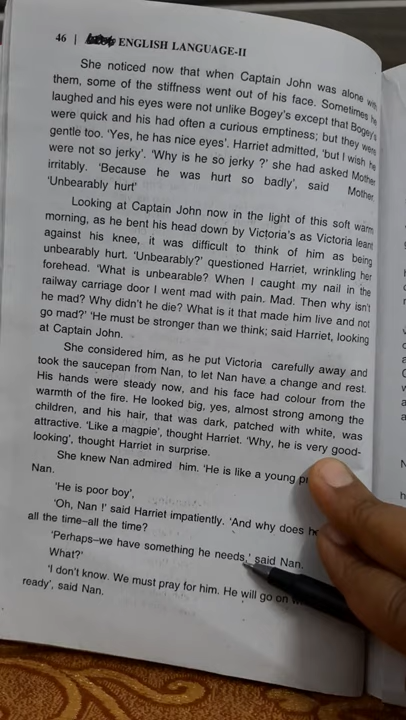 46 | ENGLISH LANGUAGE-II
She noticed now that when Captain John was alone with
them, some of the stiffness went out of his face. Sometimes he
laughed and his eyes were not unlike Bogey's except that Bogey's
were quick and his had often a curious emptiness; but they were
gentle too. 'Yes, he has nice eyes'. Harriet admitted, 'but I wish he
were not so jerky'. 'Why is he so jerky ?' she had asked Mother
irritably. 'Because he was hurt so badly', said Mother,
'Unbearably hurt'
Looking at Captain John now in the light of this soft warm
morning, as he bent his head down by Victoria's as Victoria leant
against his knee, it was difficult to think of him as being
unbearably hurt. 'Unbearably?' questioned Harriet, wrinkling her
forehead. 'What is unbearable? When I caught my nail in the
railway carriage door I went mad with pain. Mad. Then why isn't
he mad? Why didn't he die? What is it that made him live and not
go mad?' 'He must be stronger than we think; said Harriet, looking
at Captain John.
She considered him, as he put Victoria carefully away and
took the saucepan from Nan, to let Nan have a change and rest.
His hands were steady now, and his face had colour from the
warmth of the fire. He looked big, yes, almost strong among the
children, and his hair, that was dark, patched with white, was
attractive. 'Like a magpie', thought Harriet. 'Why, he is very good-
looking', thought Harriet in surprise.
She knew Nan admired him. 'He is like a young
Nan.
'He is poor boy',
'Oh, Nan !' said Harriet impatiently. 'And why does
all the time–all the time?
'Perhaps–we have something he needs,' said Nan.
What?'
'I don't know. We must pray for him. He will go on
ready', said Nan.